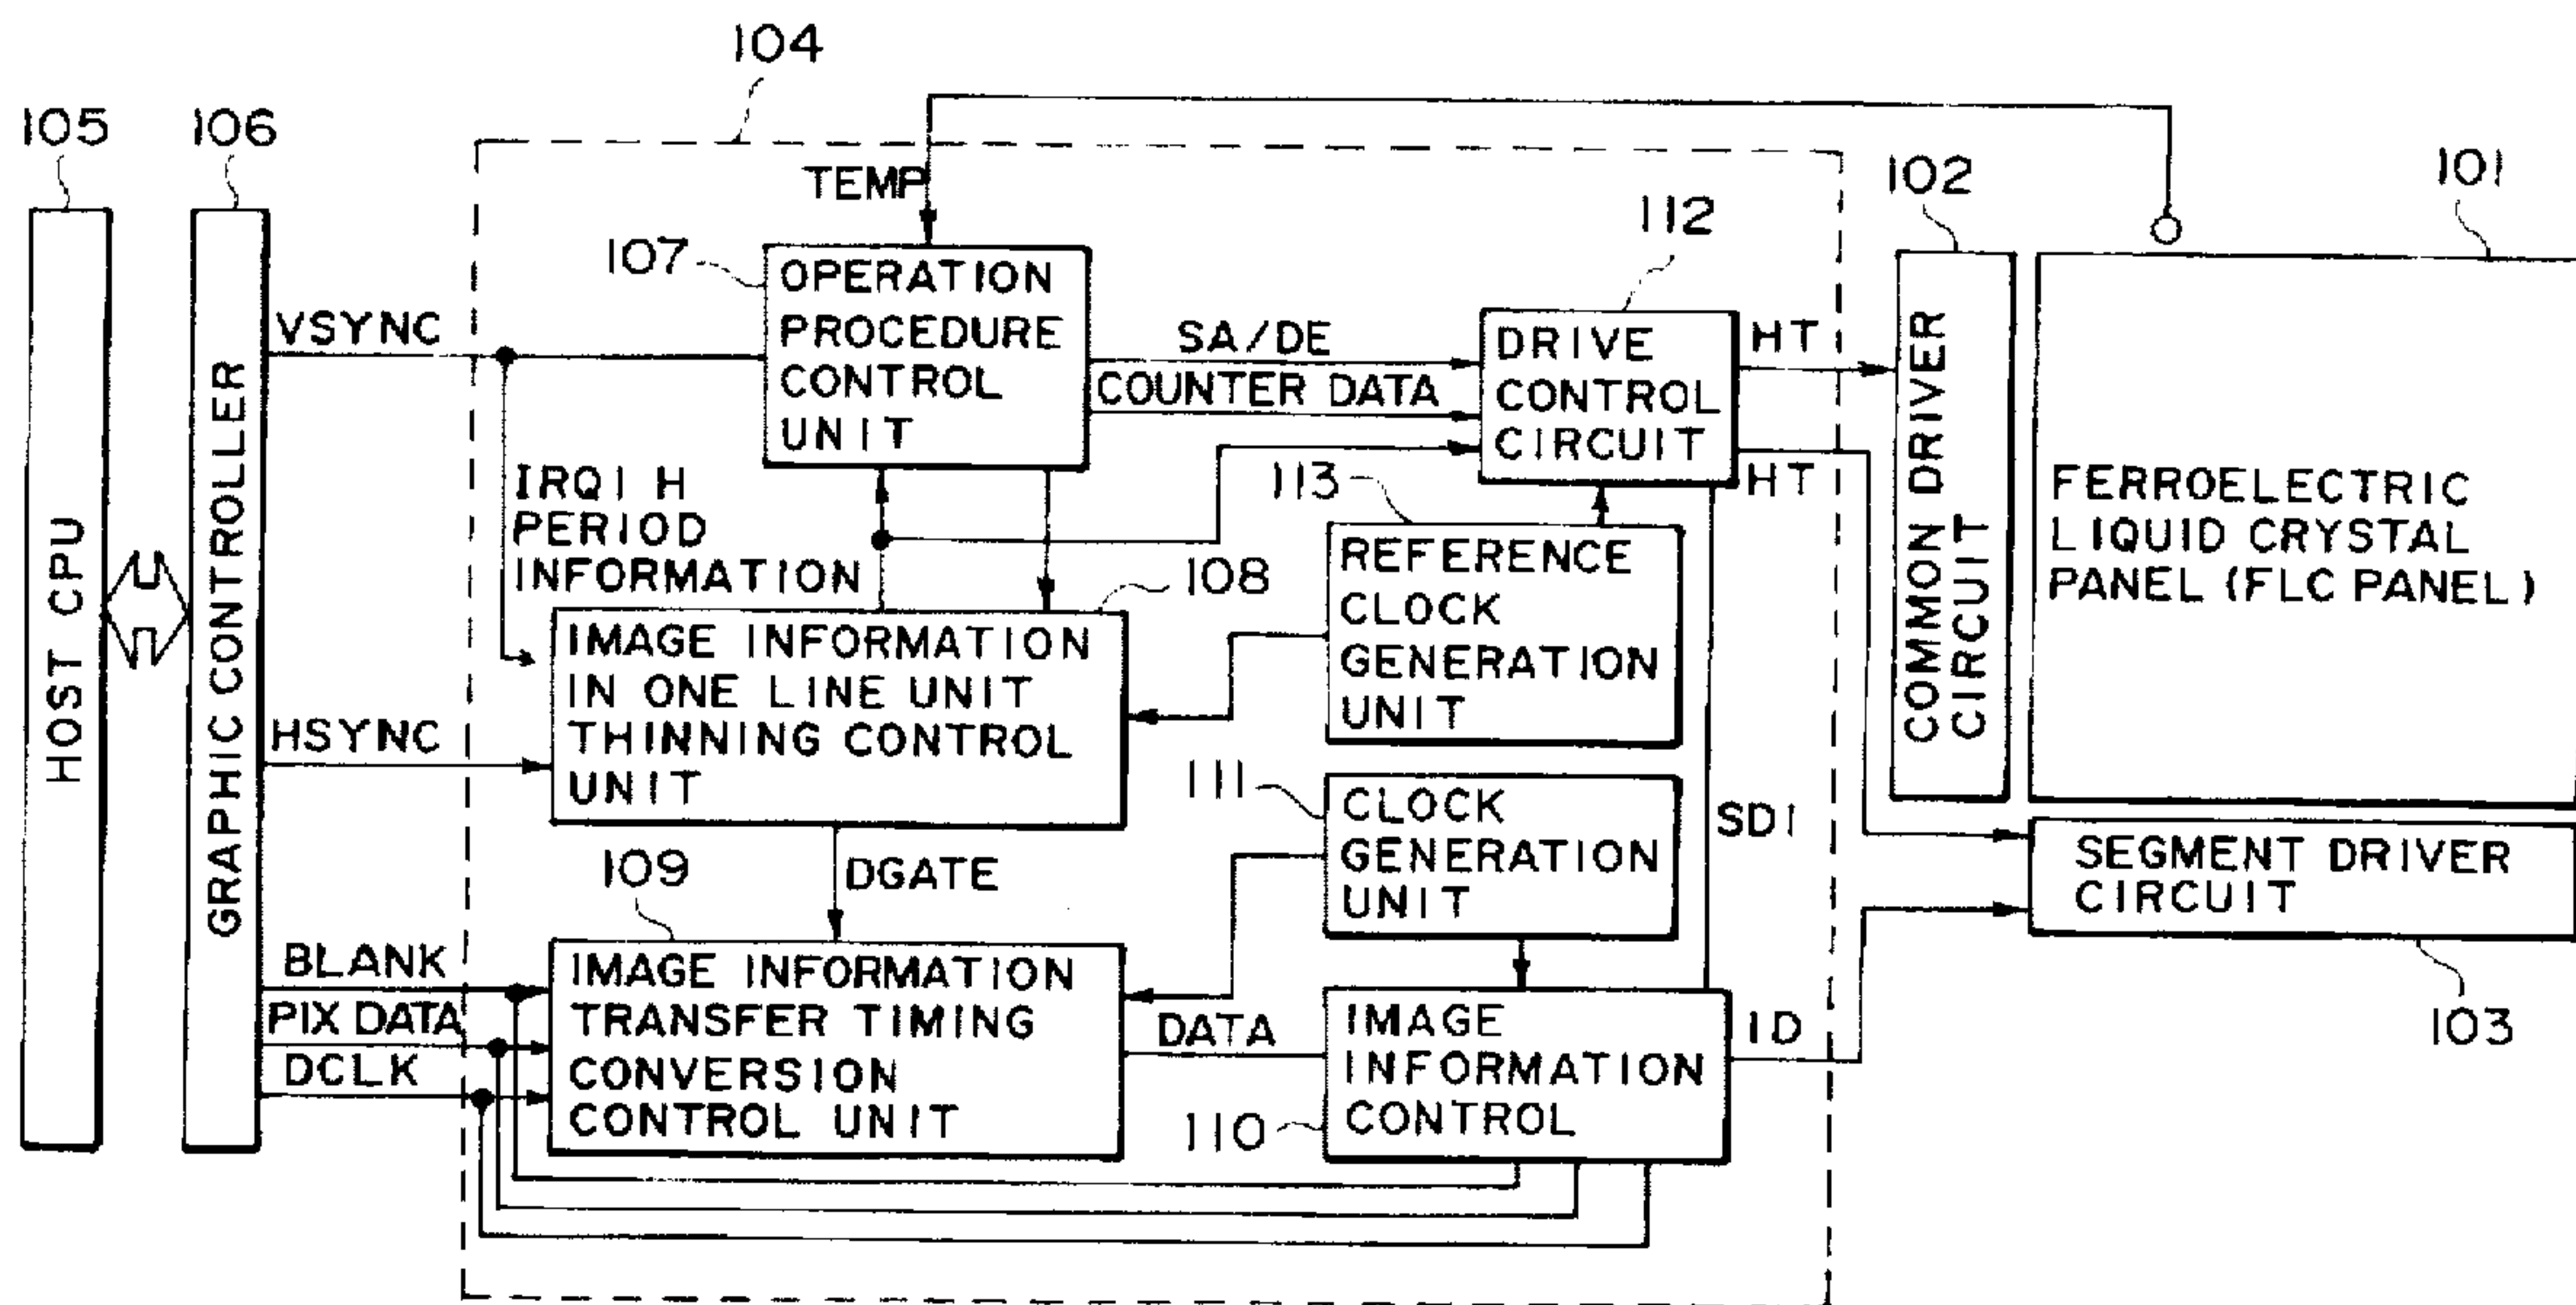 104
105
106
TEMP
102
101
112
107
OPERATION
PROCEDURE
CONTROL
UNIT
VSYNC
SA/DE
COUNTER DATA
DRIVE
CONTROL
CIRCUIT
HT
HT
113
IRQ1 H
PERIOD
INFORMATION
108
HOST CPU
GRAPHIC CONTROLLER
COMMON DRIVER
CIRCUIT
FERROELECTRIC
LIQUID CRYSTAL
PANEL (FLC PANEL)
REFERENCE
CLOCK
GENERATION
UNIT
IMAGE INFORMATION
IN ONE LINE UNIT
THINNING CONTROL
UNIT
HSYNC
111
CLOCK
GENERATION
UNIT
SDI
SEGMENT DRIVER
CIRCUIT
103
109
DGATE
BLANK
PIX DATA
DCLK
IMAGE INFORMATION
TRANSFER TIMING
CONVERSION
CONTROL UNIT
DATA
IMAGE
INFORMATION
CONTROL
ID
110